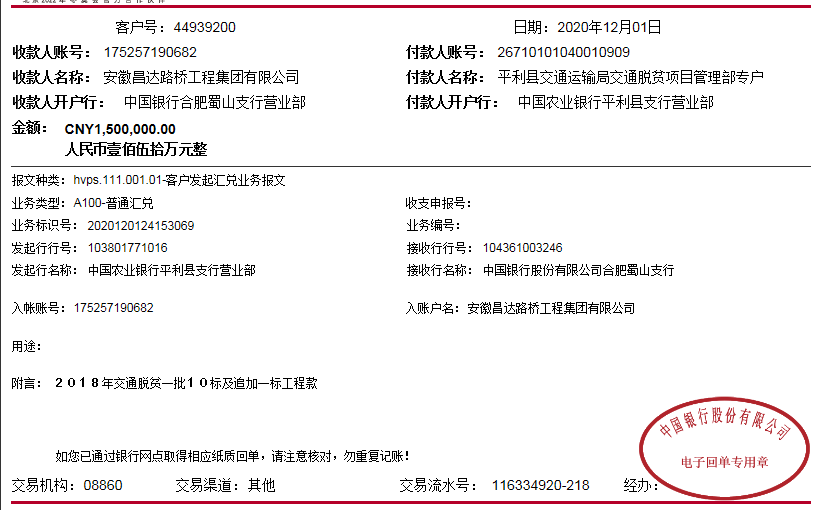 客户号：44939200 日期：2020年12月01日
收款人账号：175257190682 付款人账号：26710101040010909
收款人名称：安徽昌达路桥工程集团有限公司 付款人名称：平利县交通运输局交通脱贫项目管理部专户
收款人开户行：中国银行合肥蜀山支行营业部 付款人开户行：中国农业银行平利县支行营业部
金额：CNY1,500,000.00
人民币壹佰伍拾万元整
报文种类：hvps.111.001.01-客户发起汇兑业务报文
业务类型：A100-普通汇兑 收支申报号：
业务标识号：2020120124153069 业务编号：
发起行行号：103801771016 接收行行号：104361003246
发起行名称：中国农业银行平利县支行营业部 接收行名称：中国银行股份有限公司合肥蜀山支行
入帐账号：175257190682 入账户名：安徽昌达路桥工程集团有限公司
用途：
附言：２０１８年交通脱贫一批１０标及追加一标工程款
中国银行股份有限公司
电子回单专用章
如您已通过银行网点取得相应纸质回单，请注意核对，勿重复记账！
交易机构：08860 交易渠道：其他 交易流水号：116334920-218 经办：